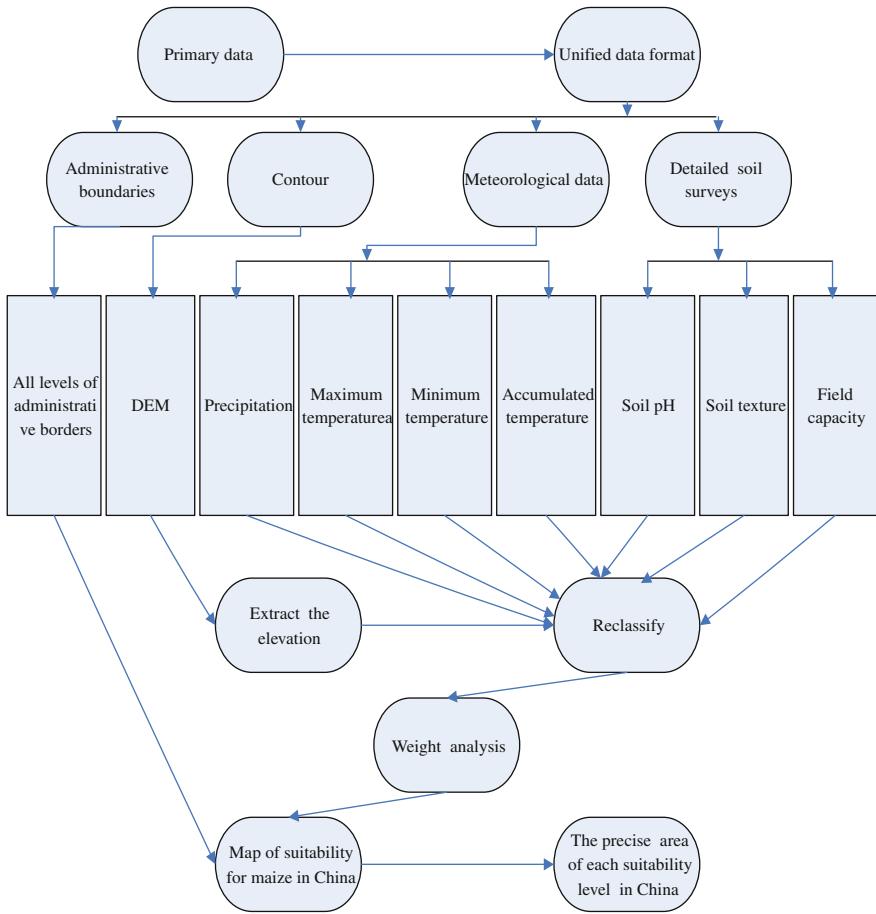 Primary data
Unified data format
Administrative
boundaries
Contour
Meteorological data
Detailed soil
surveys
All levels of
administrati
ve borders
DEM
Precipitation
Maximum
temperaturea
Minimum
temperature
Accumulated
temperature
Soil pH
Soil texture
Field
capacity
Extract the
elevation
Reclassify
Weight analysis
Map of suitability
for maize in China
The precise area
of each suitability
level in China